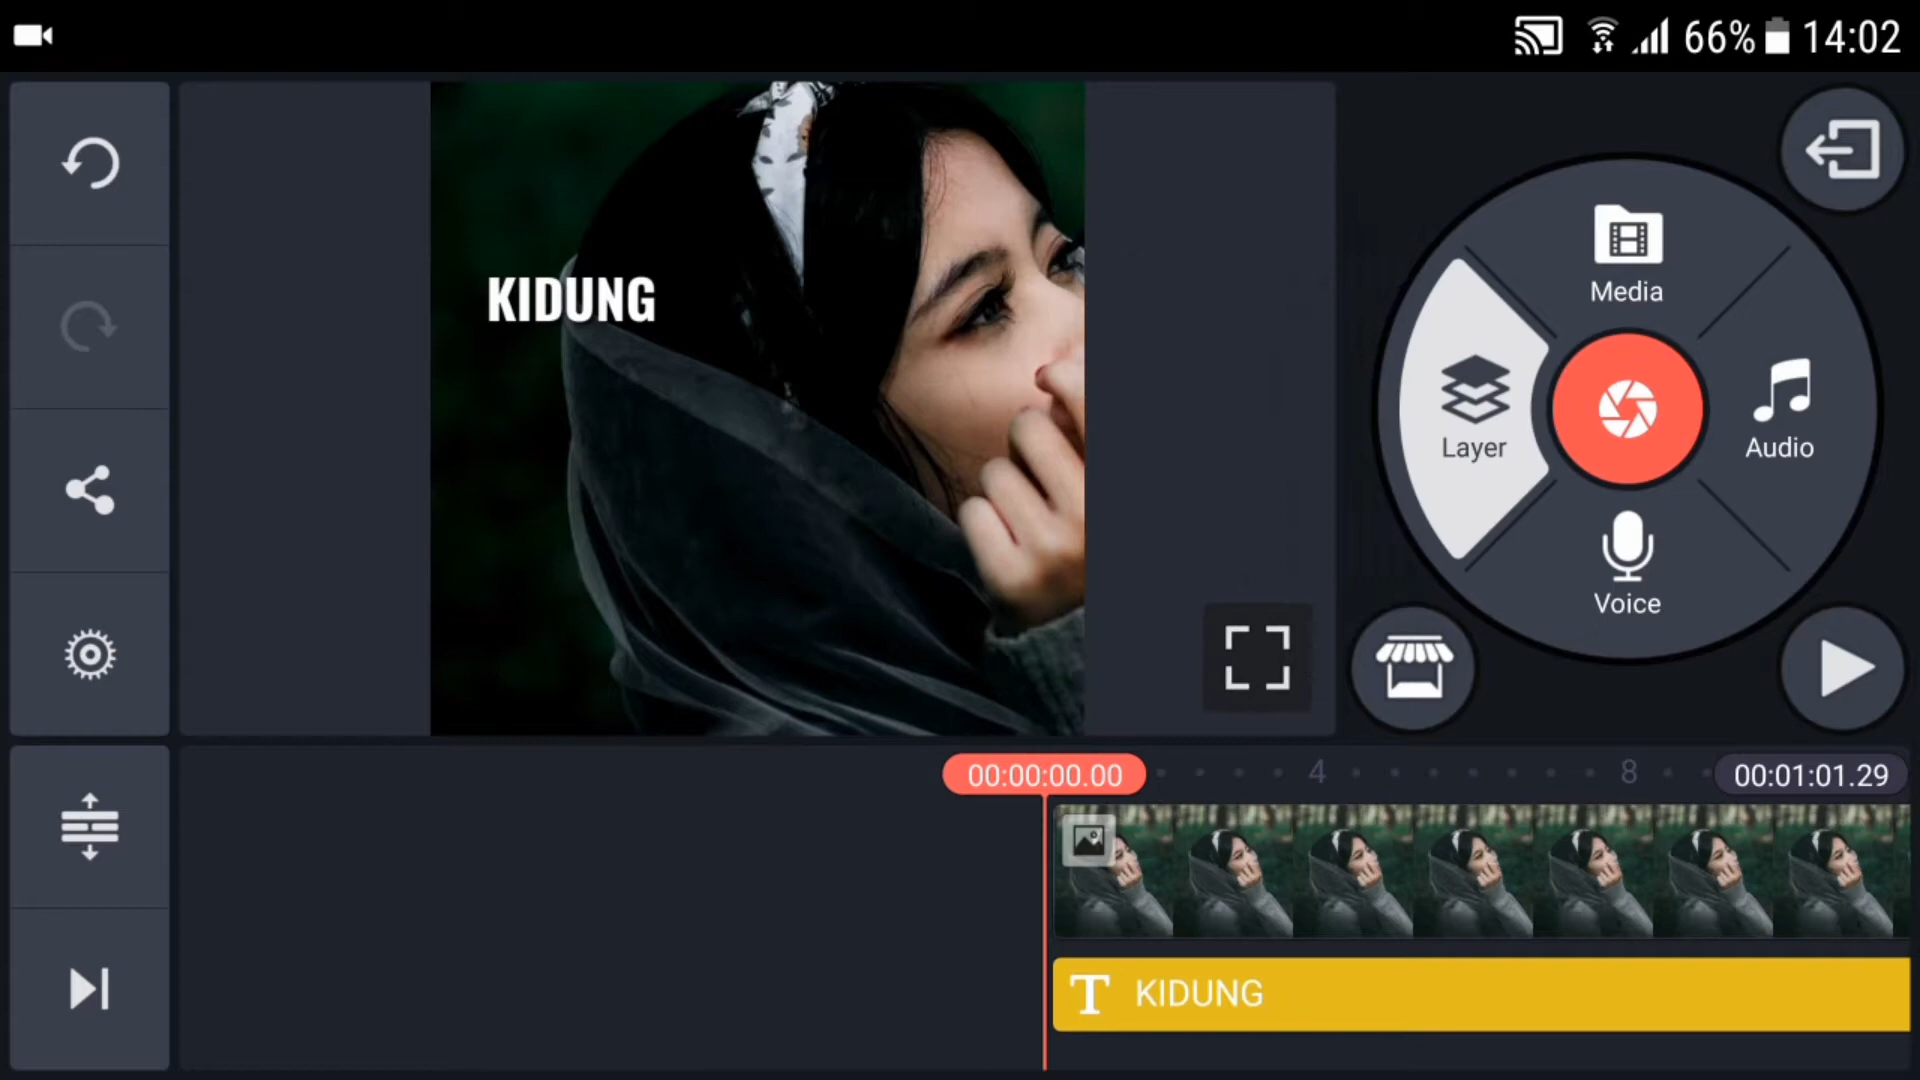 66% 14:02
KIDUNG
Media
Layer
Audio
Voice
00:00:00.00 4 8 00:01:01.29
T KIDUNG